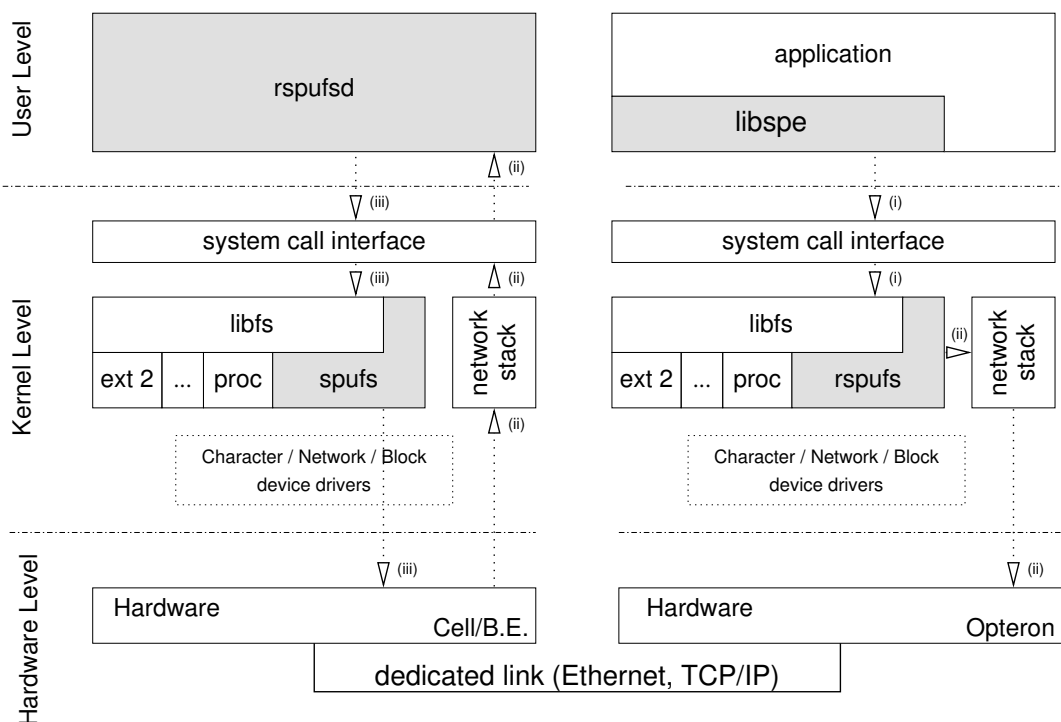 User Level
rspufsd
application
libspe
(ii)
(iii)
(i)
system call interface
system call interface
(iii)
(ii)
(i)
Kernel Level
libfs
ext 2
...
proc
spufs
network
stack
libfs
ext 2
...
proc
rspufs
(ii)
network
stack
(ii)
Character / Network / Block
device drivers
Character / Network / Block
device drivers
Hardware Level
(iii)
(ii)
Hardware
Cell/B.E.
Hardware
Opteron
dedicated link (Ethernet, TCP/IP)